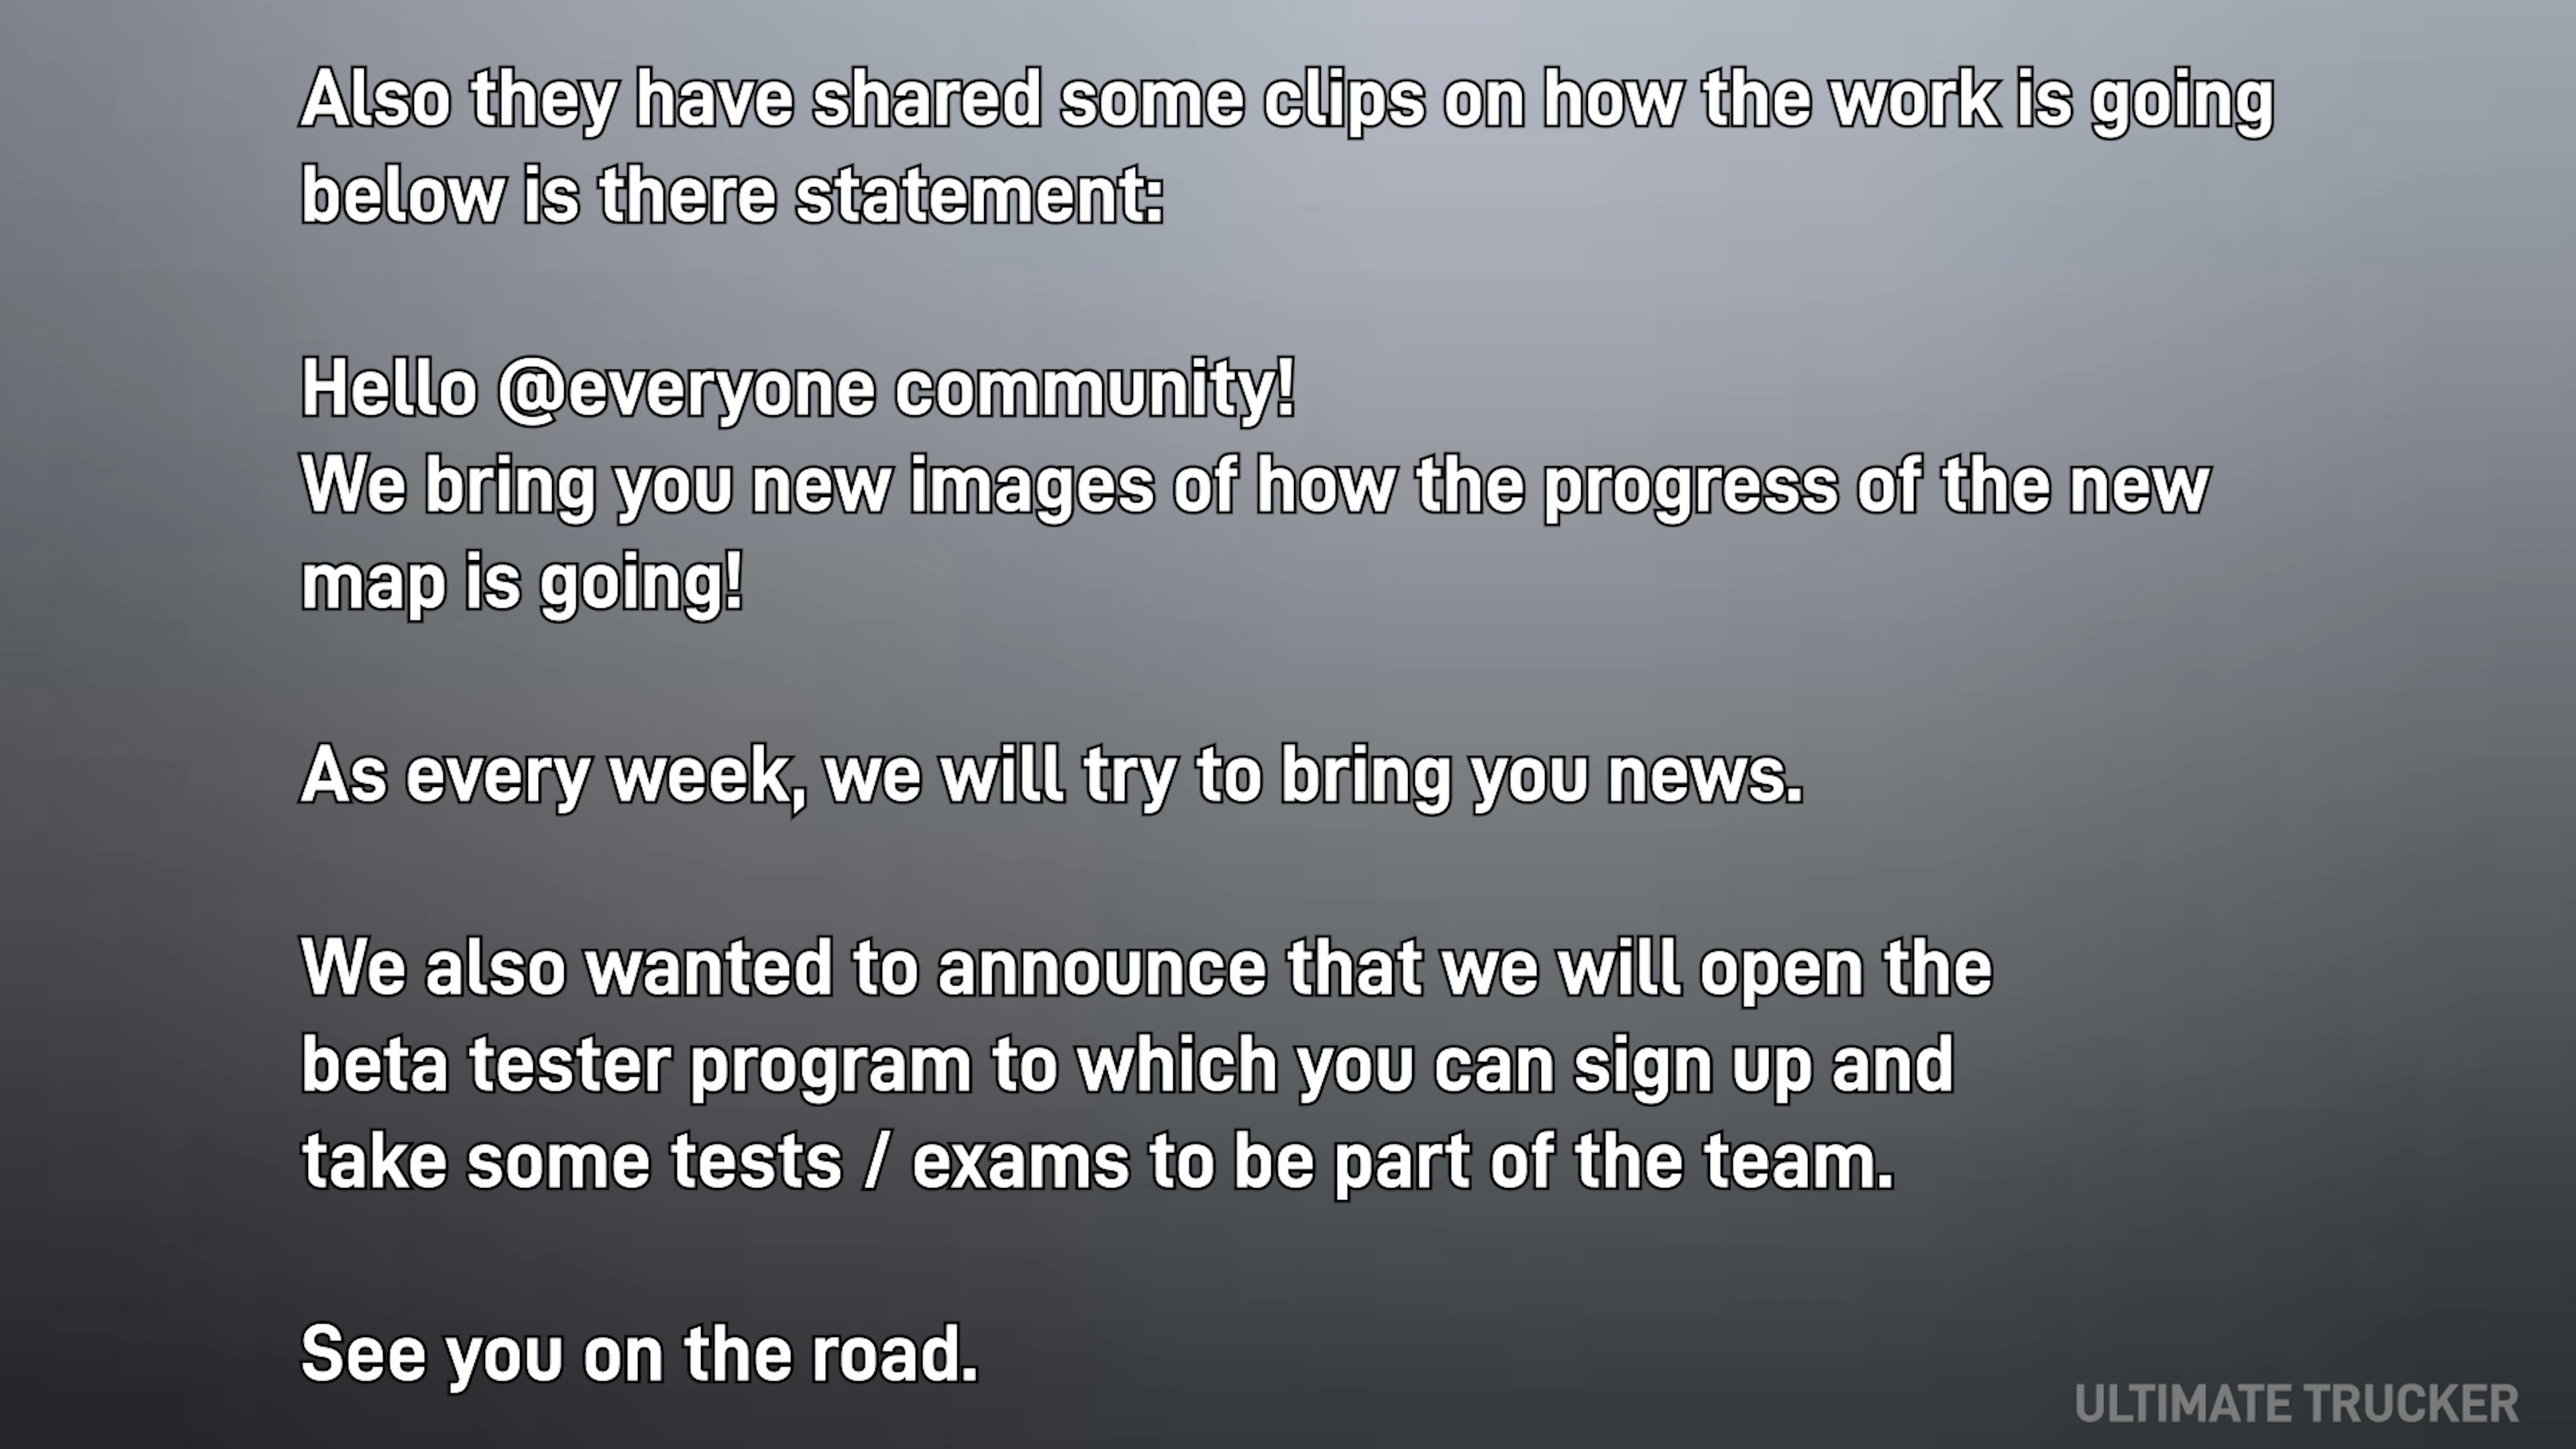 Also they have shared some clips on how the work is going
below is there statement:
Hello @everyone community!
We bring you new images of how the progress of the new
map is going!
As every week, we will try to bring you news.
We also wanted to announce that we will open the
beta tester program to which you can sign up and
take some tests / exams to be part of the team.
See you on the road.
ULTIMATE TRUCKER